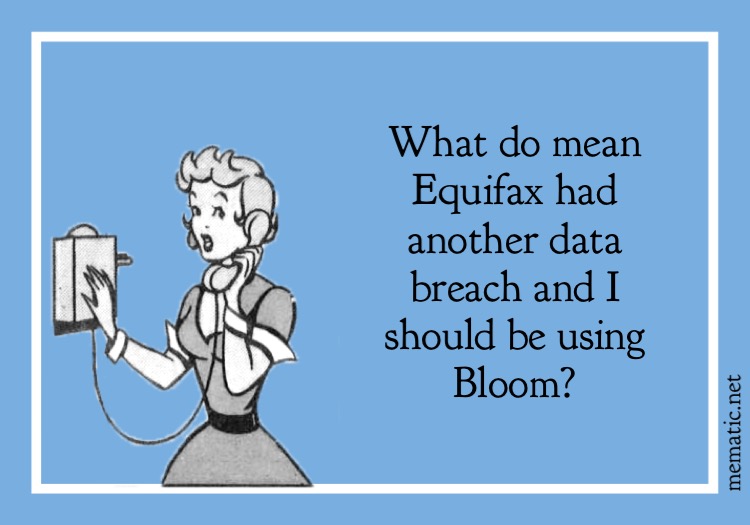 What do mean
Equifax had
another data
breach and I
should be using
Bloom?
mematic.net